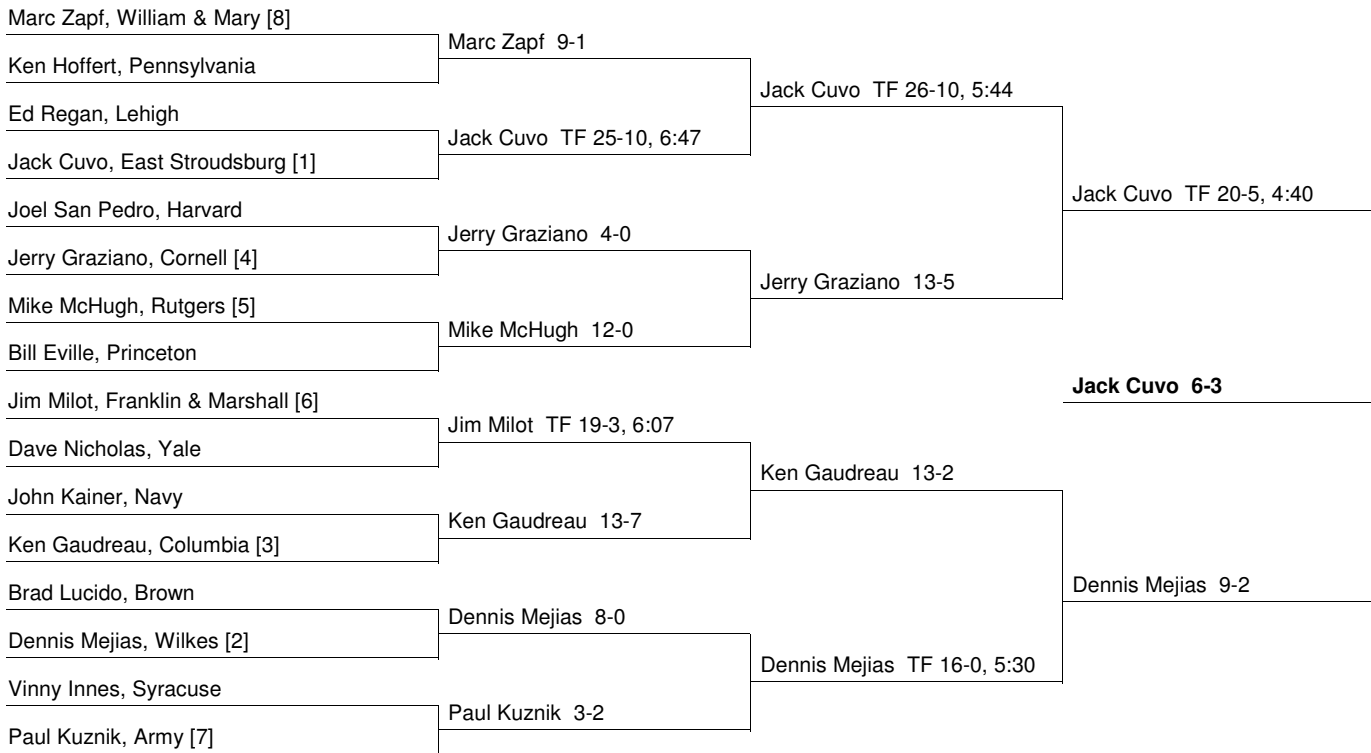 Marc Zapf, William & Mary [8]
Marc Zapf 9-1
Ken Hoffert, Pennsylvania
Jack Cuvo TF 26-10, 5:44
Ed Regan, Lehigh
Jack Cuvo TF 25-10, 6:47
Jack Cuvo, East Stroudsburg [1]
Jack Cuvo TF 20-5, 4:40
Joel San Pedro, Harvard
Jerry Graziano 4-0
Jerry Graziano, Cornell [4]
Jerry Graziano 13-5
Mike McHugh, Rutgers [5]
Mike McHugh 12-0
Bill Eville, Princeton
Jack Cuvo 6-3
Jim Milot, Franklin & Marshall [6]
Jim Milot TF 19-3, 6:07
Dave Nicholas, Yale
Ken Gaudreau 13-2
John Kainer, Navy
Ken Gaudreau 13-7
Ken Gaudreau, Columbia [3]
Dennis Mejias 9-2
Brad Lucido, Brown
Dennis Mejias 8-0
Dennis Mejias, Wilkes [2]
Dennis Mejias TF 16-0, 5:30
Vinny Innes, Syracuse
Paul Kuznik 3-2
Paul Kuznik, Army [7]